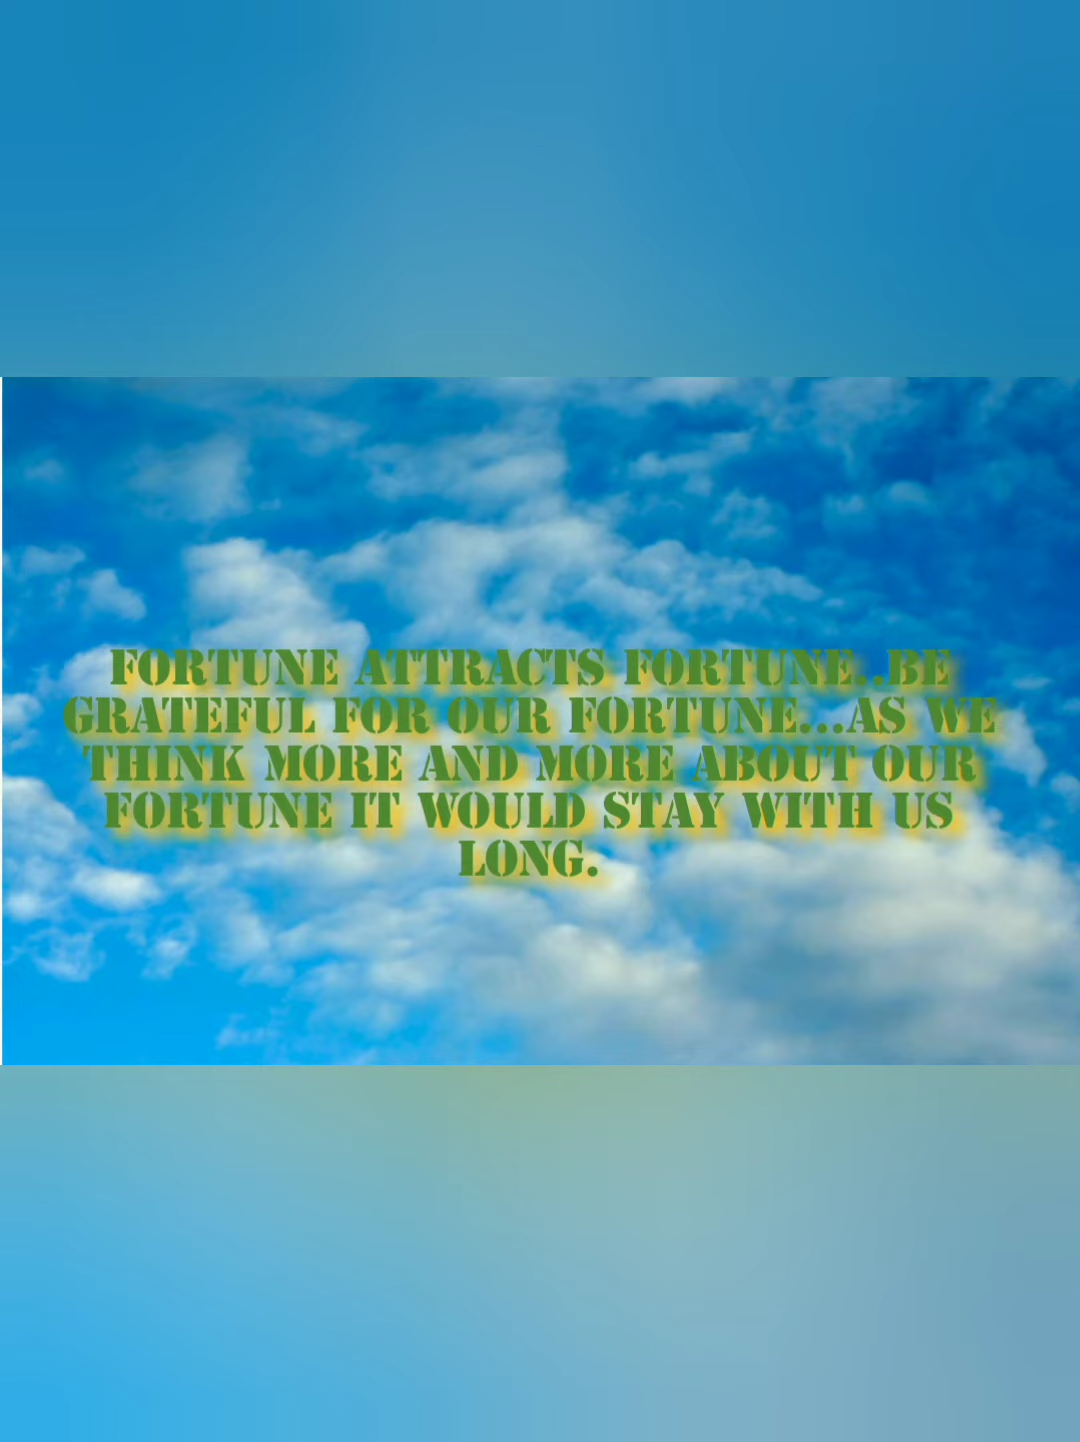 FORTUNE ATTRACTS FORTUNE..BE
GRATEFUL FOR OUR FORTUNE...AS WE
THINK MORE AND MORE ABOUT OUR
FORTUNE IT WOULD STAY WITH US
LONG.